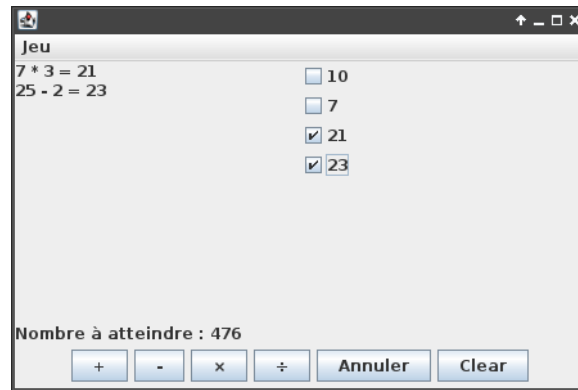 Jeu
7 * 3 = 21
25 - 2 = 23
10
7
21
23
Nombre à atteindre : 476
+ - × ÷ Annuler Clear